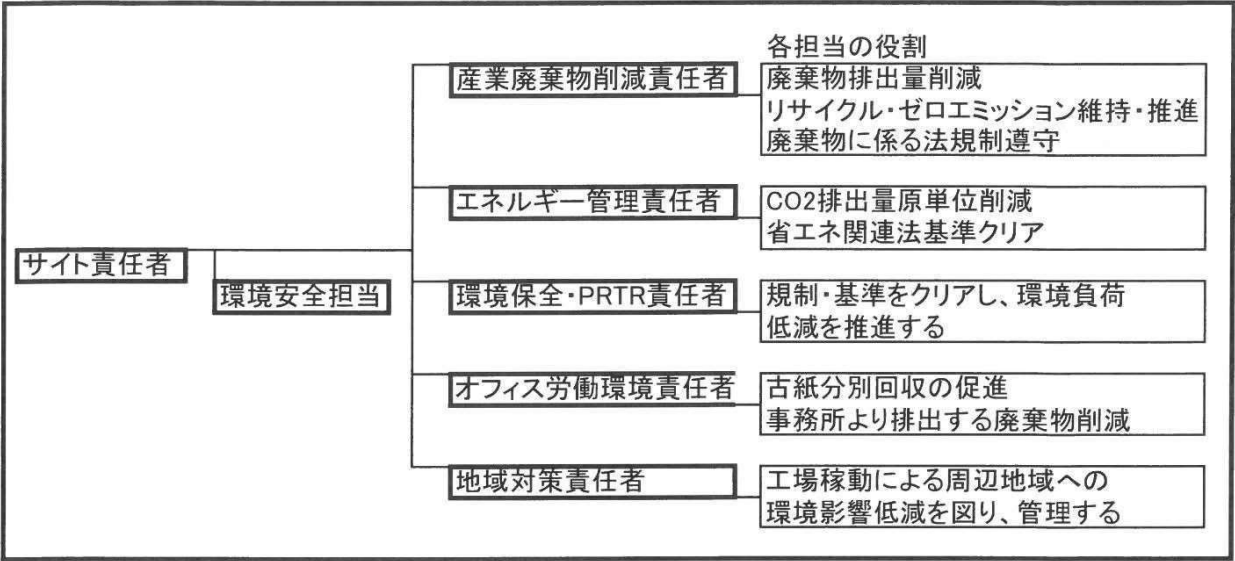 各担当の役割
産業廃棄物削減責任者
廃棄物排出量削減
リサイクル・ゼロエミッション維持・推進
廃棄物に係る法規制遵守
エネルギー管理責任者
CO2排出量原単位削減
省エネ関連法基準クリア
サイト責任者
環境安全担当
環境保全・PRTR責任者
規制・基準をクリアし、環境負荷
低減を推進する
オフィス労働環境責任者
古紙分別回収の促進
事務所より排出する廃棄物削減
地域対策責任者
工場稼動による周辺地域への
環境影響低減を図り、管理する